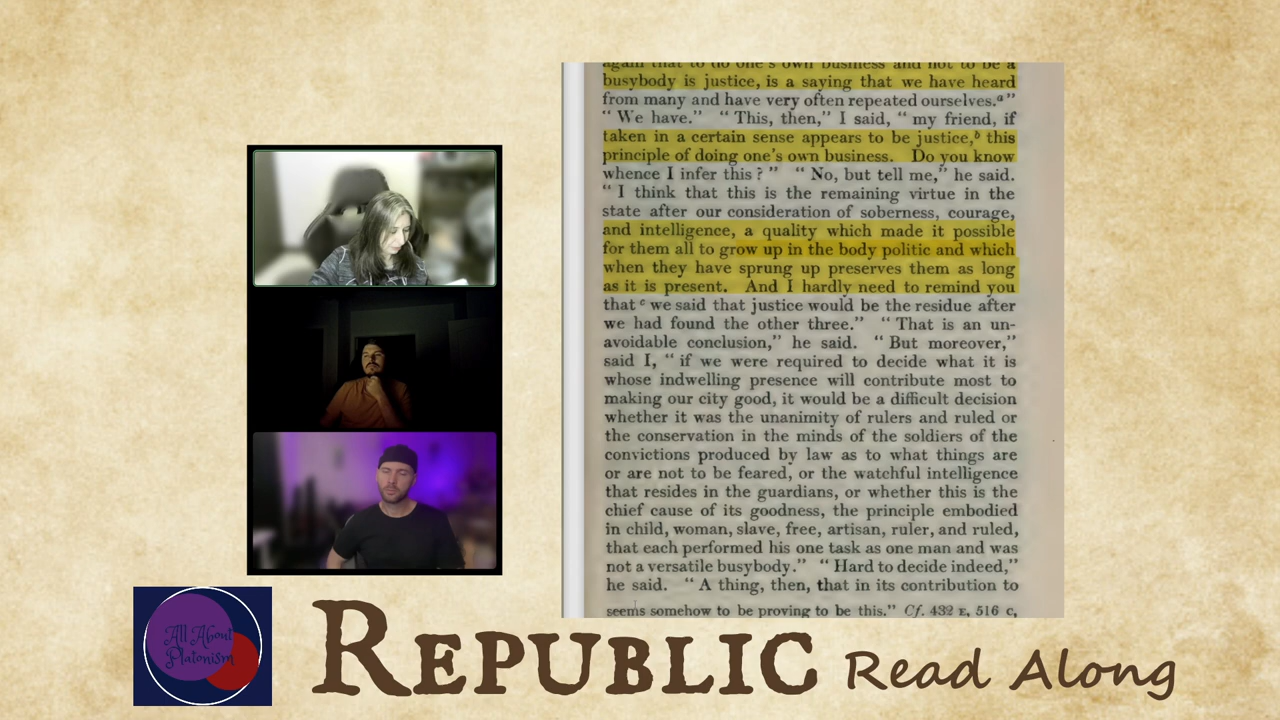 again that to do one's own business and not to be a
busybody is justice, is a saying that we have heard
from many and have very often repeated ourselves.ᵃ”
“ We have.” “ This, then,” I said, “ my friend, if
taken in a certain sense appears to be justice,ᵇ this
principle of doing one's own business. Do you know
whence I infer this ? ” “ No, but tell me,” he said.
“ I think that this is the remaining virtue in the
state after our consideration of soberness, courage,
and intelligence, a quality which made it possible
for them all to grow up in the body politic and which
when they have sprung up preserves them as long
as it is present. And I hardly need to remind you
that ᶜ we said that justice would be the residue after
we had found the other three.” “ That is an un-
avoidable conclusion,” he said. “ But moreover,”
said I, “ if we were required to decide what it is
whose indwelling presence will contribute most to
making our city good, it would be a difficult decision
whether it was the unanimity of rulers and ruled or
the conservation in the minds of the soldiers of the
convictions produced by law as to what things are
or are not to be feared, or the watchful intelligence
that resides in the guardians, or whether this is the
chief cause of its goodness, the principle embodied
in child, woman, slave, free, artisan, ruler, and ruled,
that each performed his one task as one man and was
not a versatile busybody.” “ Hard to decide indeed,”
he said. “ A thing, then, that in its contribution to
seems somehow to be proving to be this.” Cf. 432 E, 516 C,
All About
Platonism
REPUBLIC Read Along